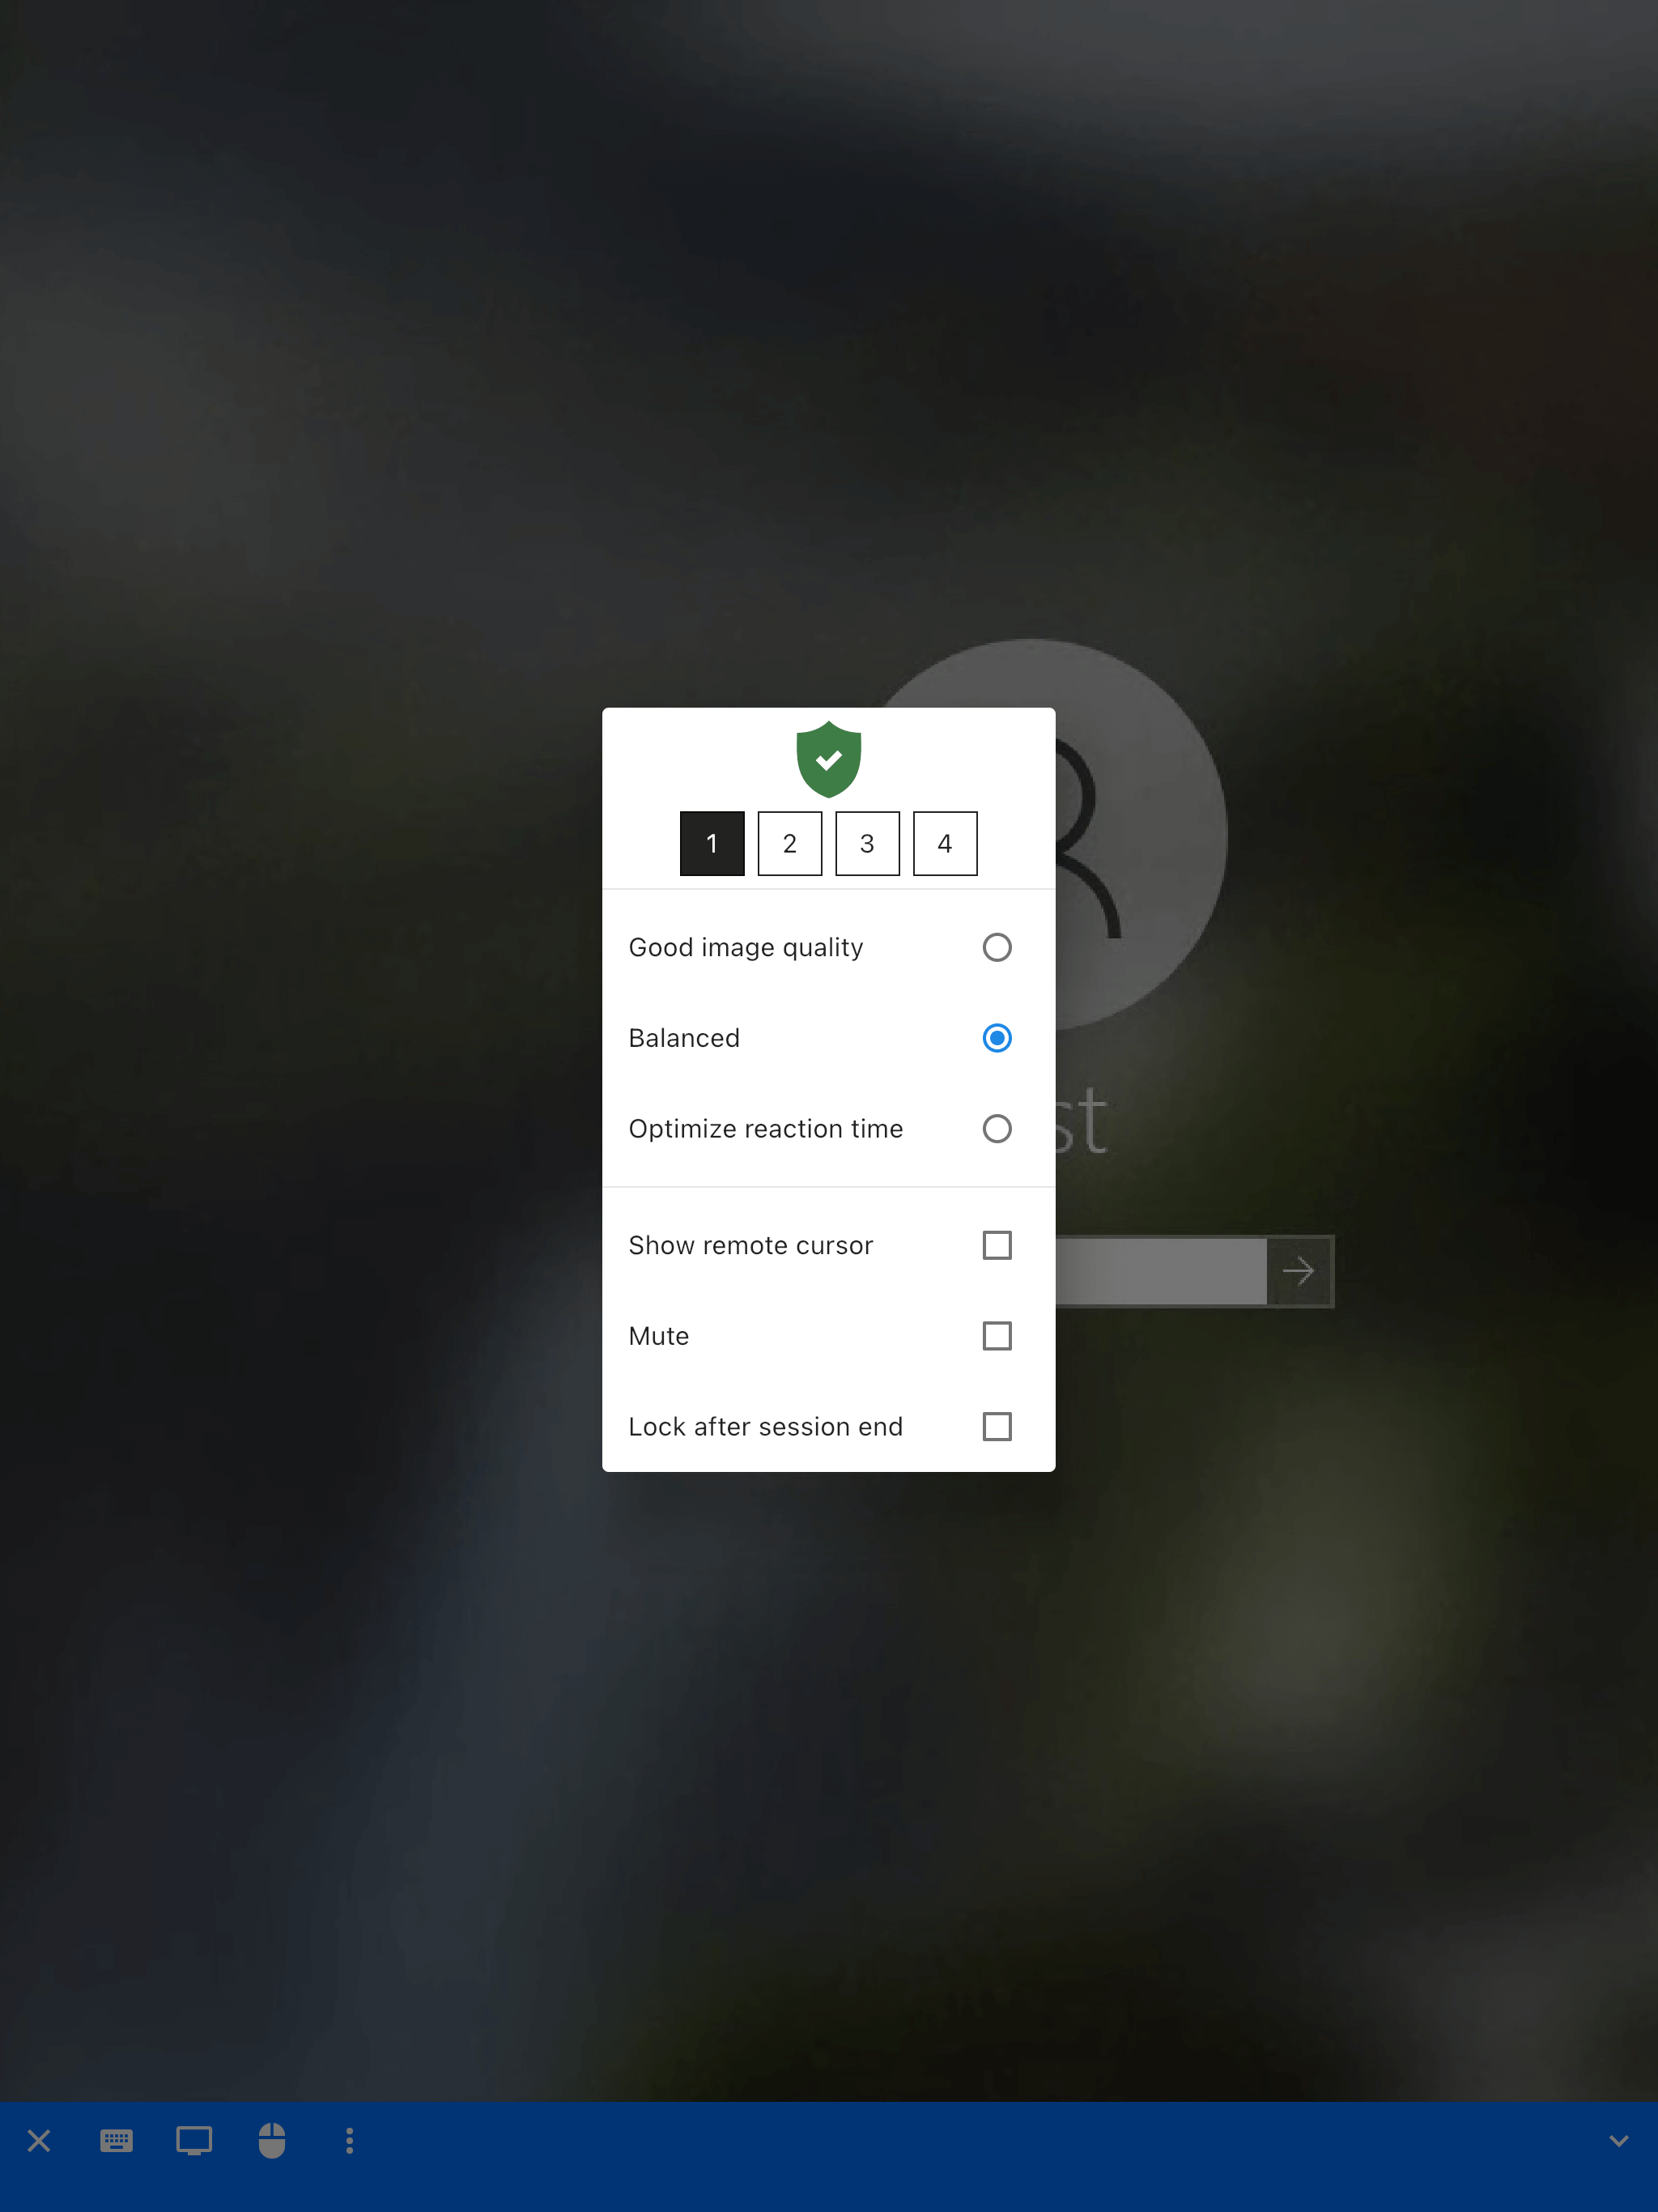 1 2 3 4
Good image quality
Balanced
Optimize reaction time
st
Show remote cursor
Mute
Lock after session end